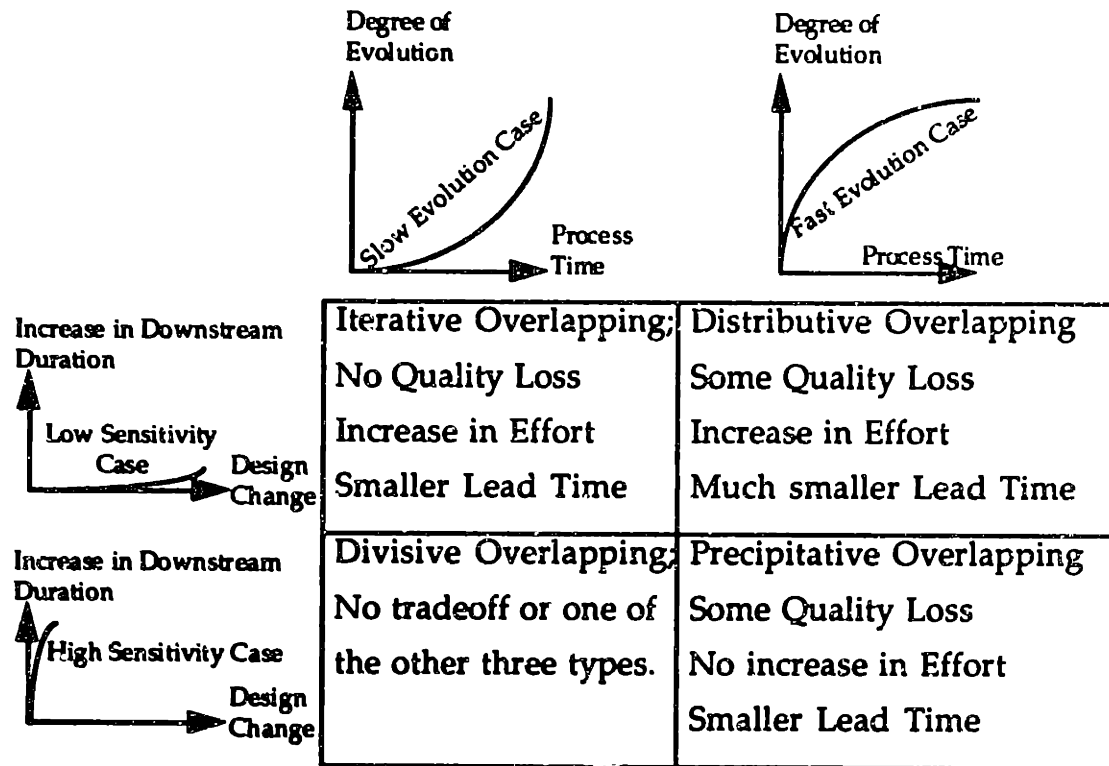 Degree of
Evolution
Slow Evolution Case
Process
Time
Degree of
Evolution
Fast Evolution Case
Process Time
Increase in Downstream
Duration
Low Sensitivity
Case
Design
Change
Iterative Overlapping;
No Quality Loss
Increase in Effort
Smaller Lead Time
Distributive Overlapping
Some Quality Loss
Increase in Effort
Much smaller Lead Time
Increase in Downstream
Duration
High Sensitivity Case
Design
Change
Divisive Overlapping;
No tradeoff or one of
the other three types.
Precipitative Overlapping
Some Quality Loss
No increase in Effort
Smaller Lead Time